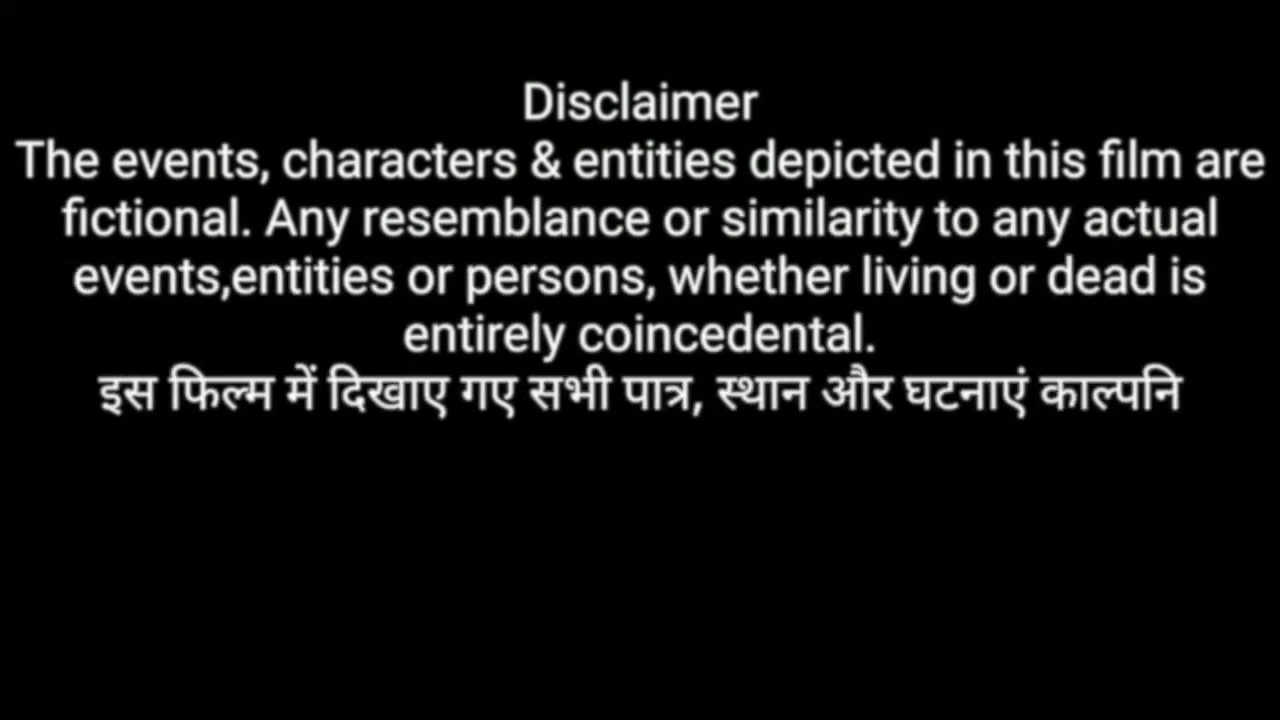 Disclaimer
The events, characters & entities depicted in this film are
fictional. Any resemblance or similarity to any actual
events,entities or persons, whether living or dead is
entirely coincedental.
इस फिल्म में दिखाए गए सभी पात्र, स्थान और घटनाएं काल्पनि